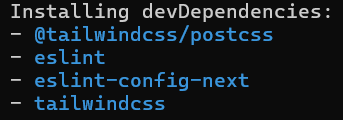 Installing devDependencies:
- @tailwindcss/postcss
- eslint
- eslint-config-next
- tailwindcss